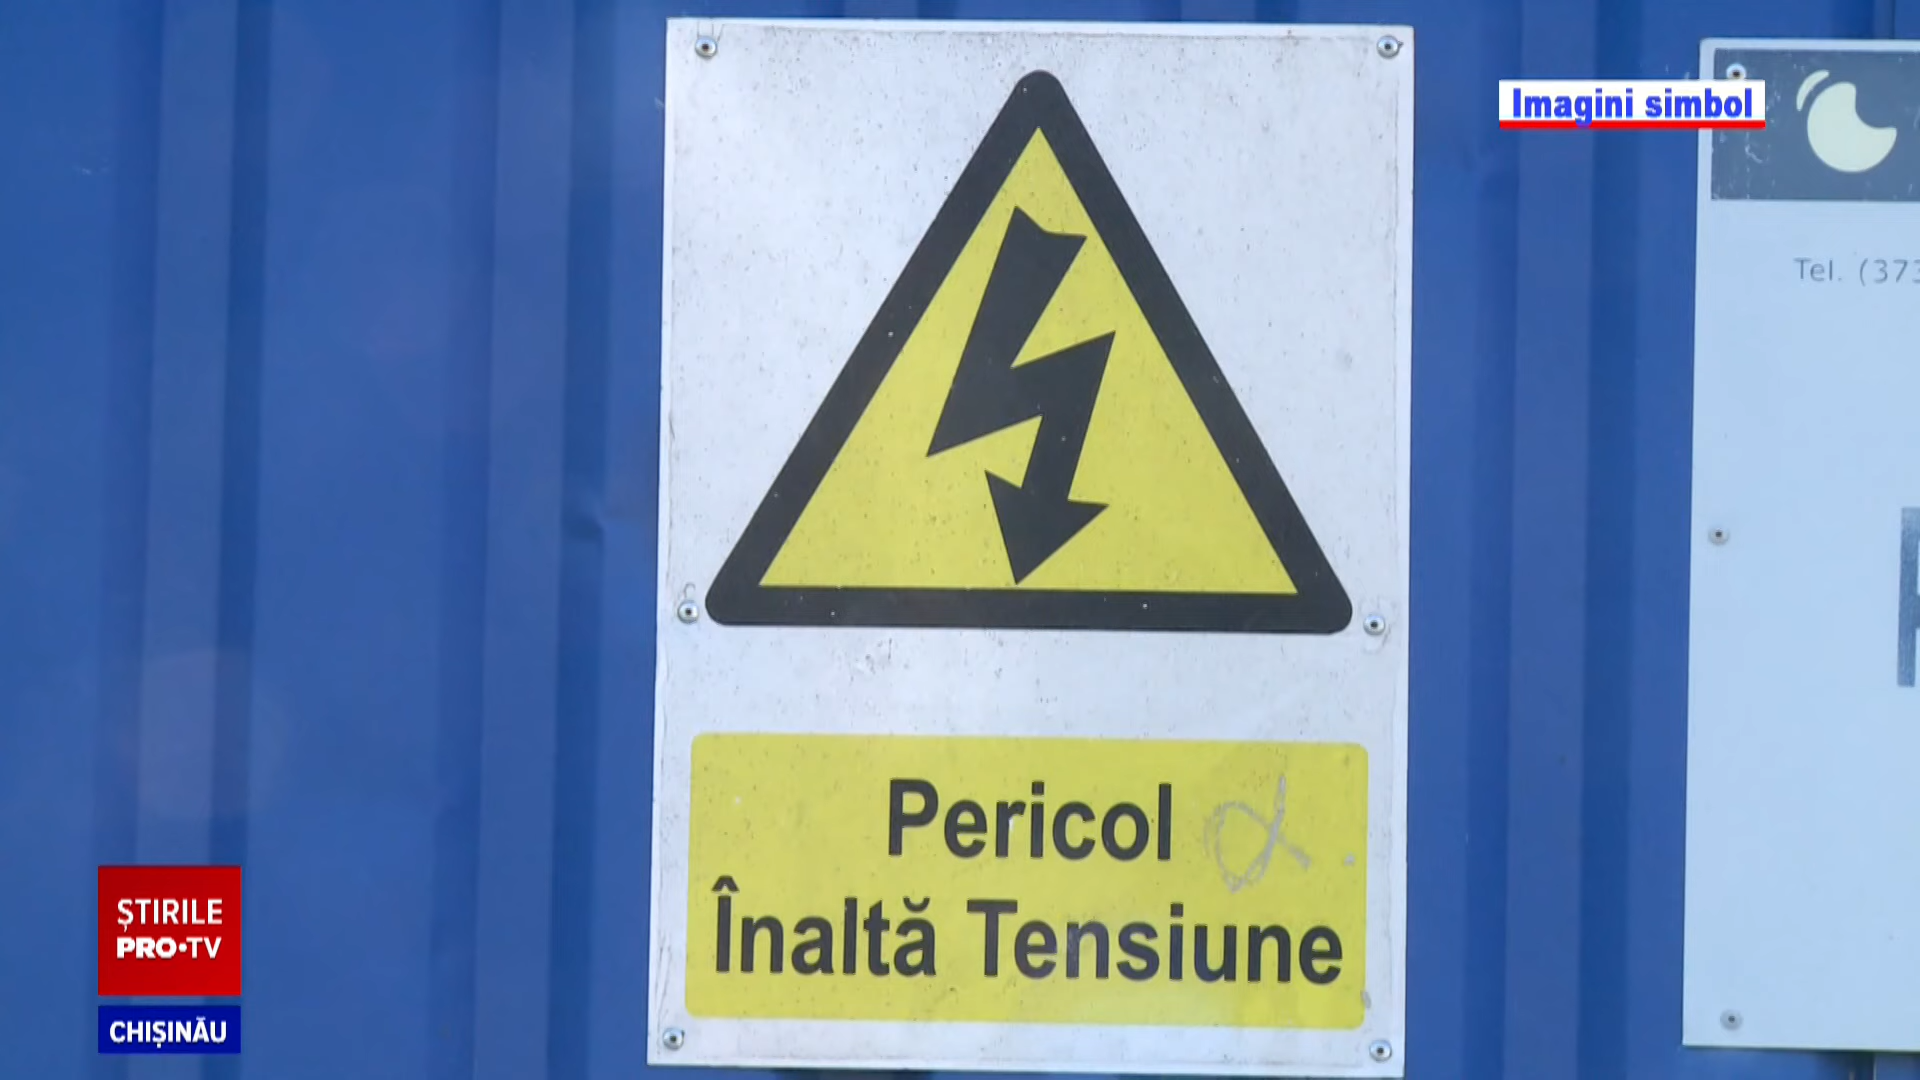 Imagini simbol
Tel. (373
Pericol
Înaltă Tensiune
ȘTIRILE
PRO•TV
CHIȘINĂU